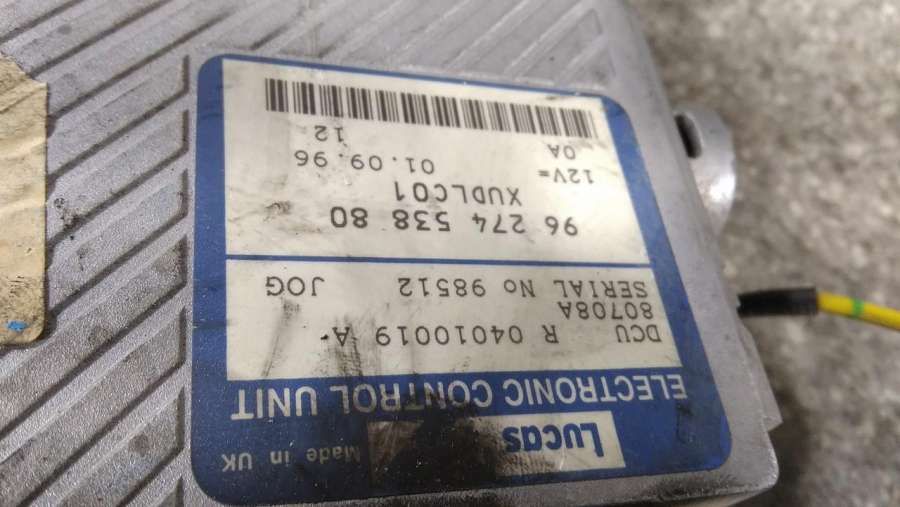 Lucas Made in UK
ELECTRONIC CONTROL UNIT
DCU R 04010019 A
80708A
SERIAL No 98512 JOG
96 274 538 80
XUDLC01
12V= 01.09.96
0A 12